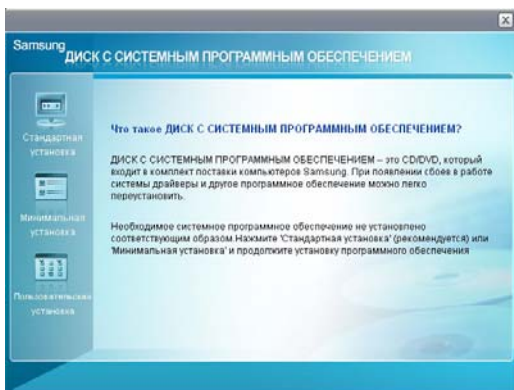 Samsung
ДИСК С СИСТЕМНЫМ ПРОГРАММНЫМ ОБЕСПЕЧЕНИЕМ
Стандартная
установка
Минимальная
установка
Пользовательская
установка
Что такое ДИСК С СИСТЕМНЫМ ПРОГРАММНЫМ ОБЕСПЕЧЕНИЕМ?
ДИСК С СИСТЕМНЫМ ПРОГРАММНЫМ ОБЕСПЕЧЕНИЕМ – это CD/DVD, который
входит в комплект поставки компьютеров Samsung. При появлении сбоев в работе
системы драйверы и другое программное обеспечение можно легко
переустановить.
Необходимое системное программное обеспечение не установлено
соответствующим образом.Нажмите 'Стандартная установка' (рекомендуется) или
'Минимальная установка' и продолжите установку программного обеспечения